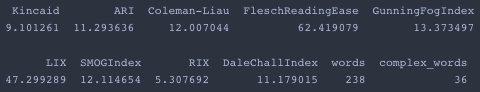 Kincaid ARI Coleman-Liau FleschReadingEase GunningFogIndex
9.101261 11.293636 12.007044 62.419079 13.373497
LIX SMOGIndex RIX DaleChallIndex words complex_words
47.299289 12.114654 5.307692 11.179015 238 36